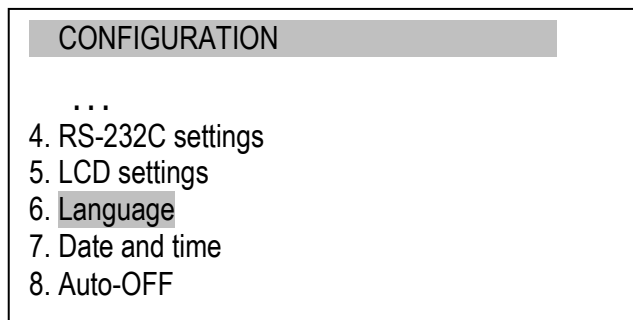 CONFIGURATION
...
4. RS-232C settings
5. LCD settings
6. Language
7. Date and time
8. Auto-OFF